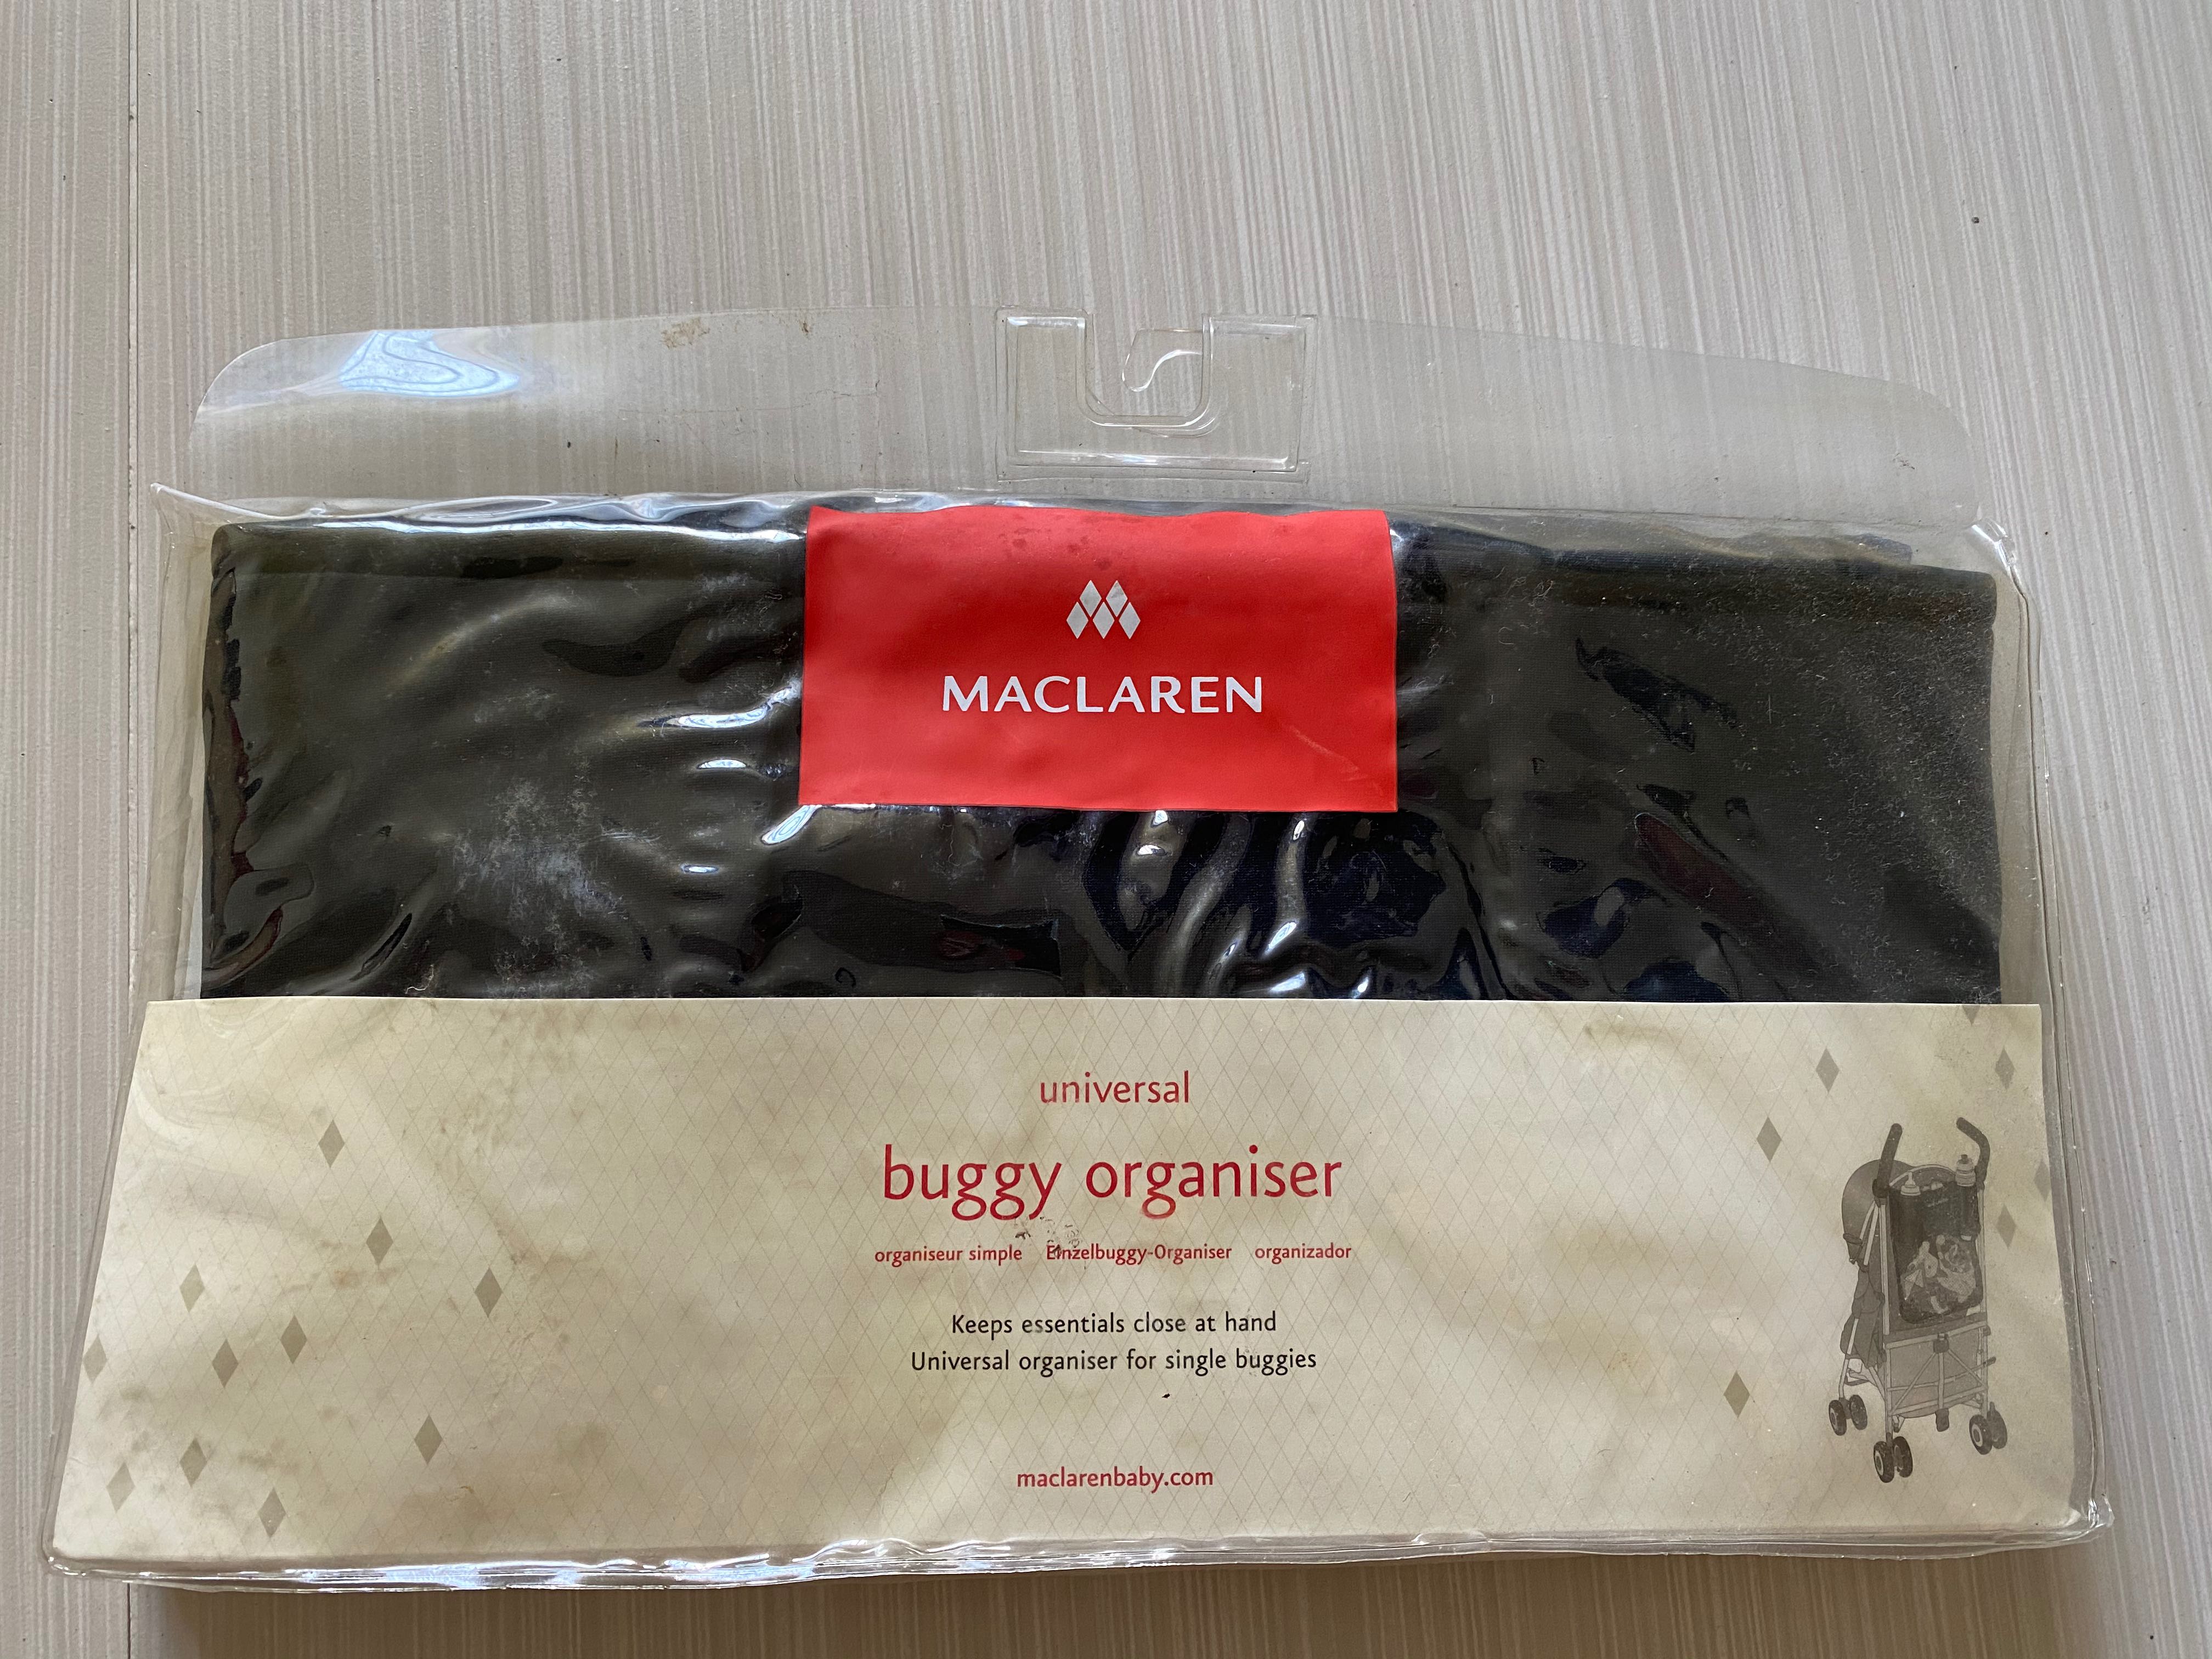 MACLAREN
universal
buggy organiser
organiseur simple Einzelbuggy-Organiser organizador
Keeps essentials close at hand
Universal organiser for single buggies
maclarenbaby.com